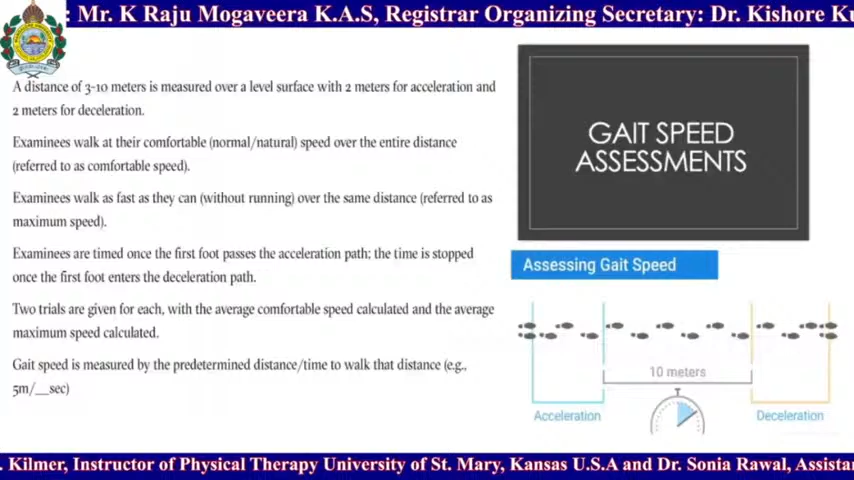 : Mr. K Raju Mogaveera K.A.S, Registrar Organizing Secretary: Dr. Kishore Ku
A distance of 3-10 meters is measured over a level surface with 2 meters for acceleration and
2 meters for deceleration.
Examinees walk at their comfortable (normal/natural) speed over the entire distance
(referred to as comfortable speed).
Examinees walk as fast as they can (without running) over the same distance (referred to as
maximum speed).
Examinees are timed once the first foot passes the acceleration path; the time is stopped
once the first foot enters the deceleration path.
Two trials are given for each, with the average comfortable speed calculated and the average
maximum speed calculated.
Gait speed is measured by the predetermined distance/time to walk that distance (e.g.,
5m/__sec)
GAIT SPEED
ASSESSMENTS
Assessing Gait Speed
10 meters
Acceleration
Deceleration
. Kilmer, Instructor of Physical Therapy University of St. Mary, Kansas U.S.A and Dr. Sonia Rawal, Assista